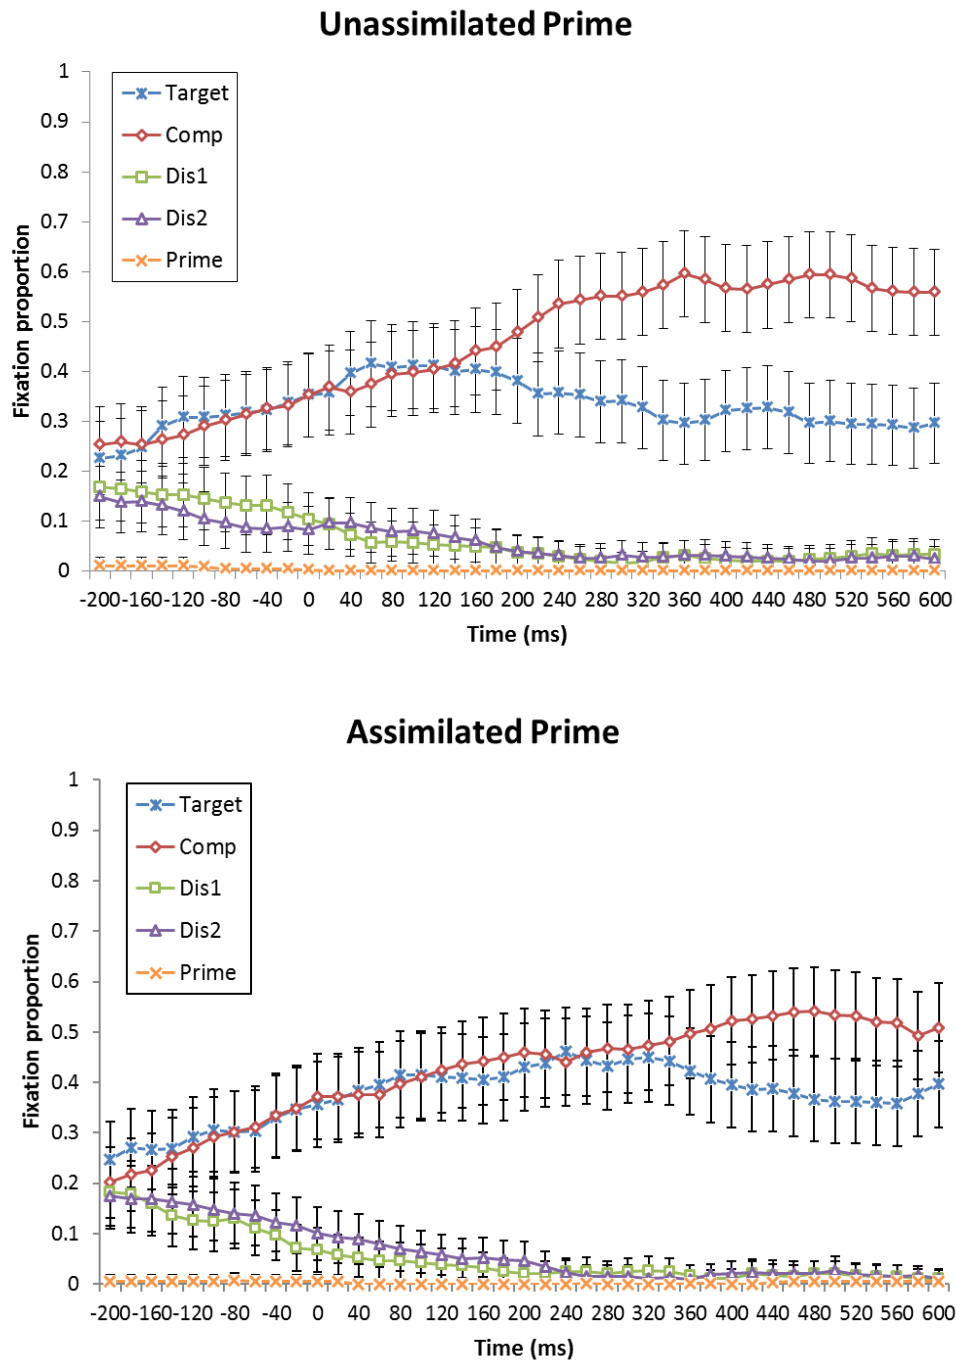 Unassimilated Prime
1
0.9
0.8
0.7
0.6
0.5
0.4
0.3
0.2
0.1
0
Fixation proportion
Target
Comp
Dis1
Dis2
Prime
-200 -160 -120 -80 -40 0 40 80 120 160 200 240 280 320 360 400 440 480 520 560 600
Time (ms)
Assimilated Prime
1
0.9
0.8
0.7
0.6
0.5
0.4
0.3
0.2
0.1
0
Fixation proportion
Target
Comp
Dis1
Dis2
Prime
-200 -160 -120 -80 -40 0 40 80 120 160 200 240 280 320 360 400 440 480 520 560 600
Time (ms)